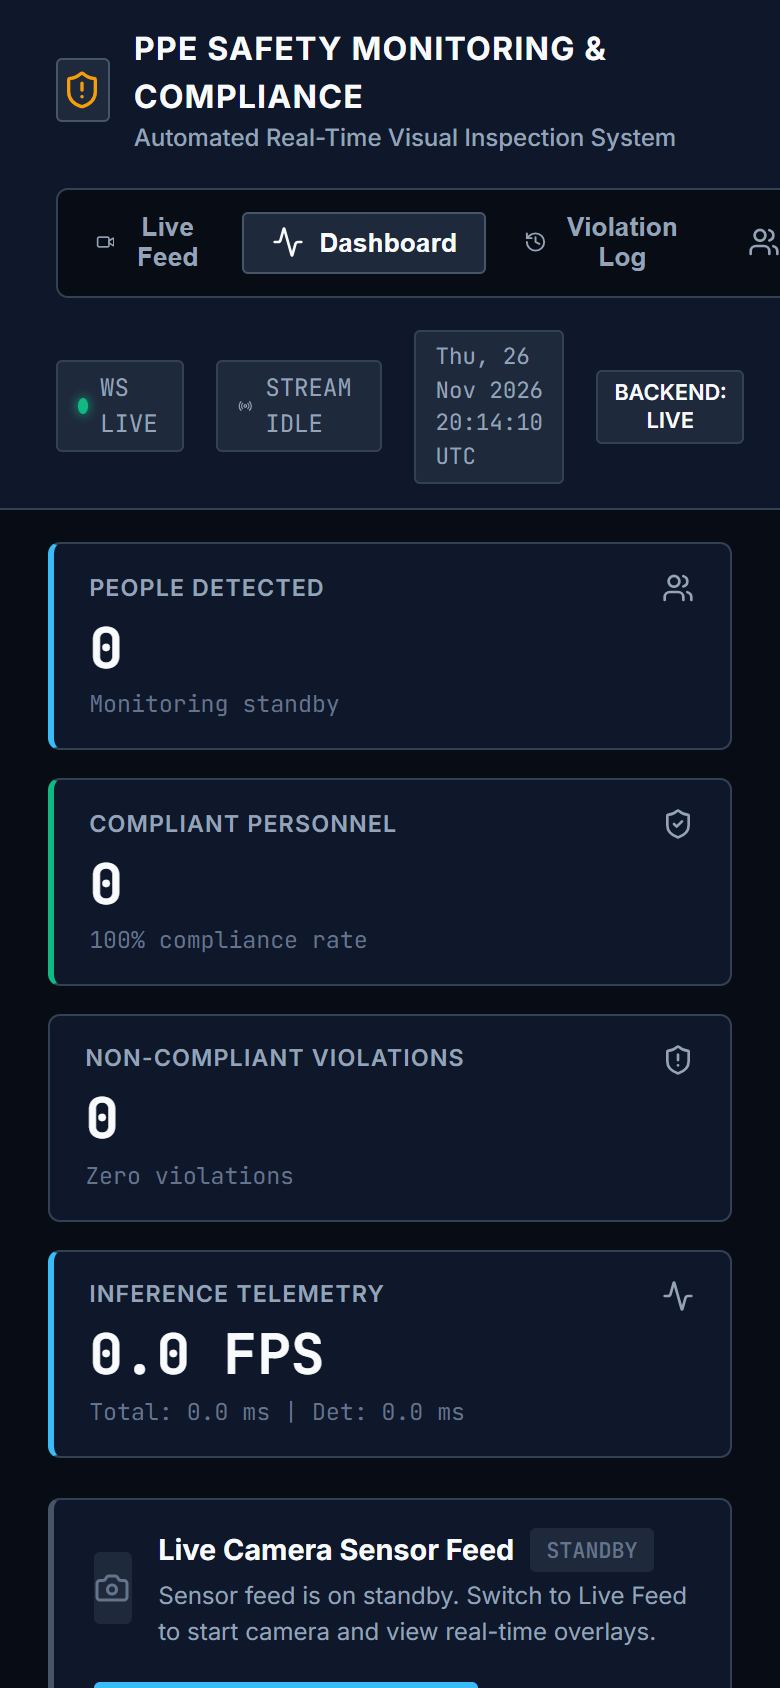 PPE SAFETY MONITORING &
COMPLIANCE
Automated Real-Time Visual Inspection System
Live
Feed
Dashboard
Violation
Log
WS
LIVE
STREAM
IDLE
Thu, 26
Nov 2026
20:14:10
UTC
BACKEND:
LIVE
PEOPLE DETECTED
0
Monitoring standby
COMPLIANT PERSONNEL
0
100% compliance rate
NON-COMPLIANT VIOLATIONS
0
Zero violations
INFERENCE TELEMETRY
0.0 FPS
Total: 0.0 ms | Det: 0.0 ms
Live Camera Sensor Feed STANDBY
Sensor feed is on standby. Switch to Live Feed
to start camera and view real-time overlays.